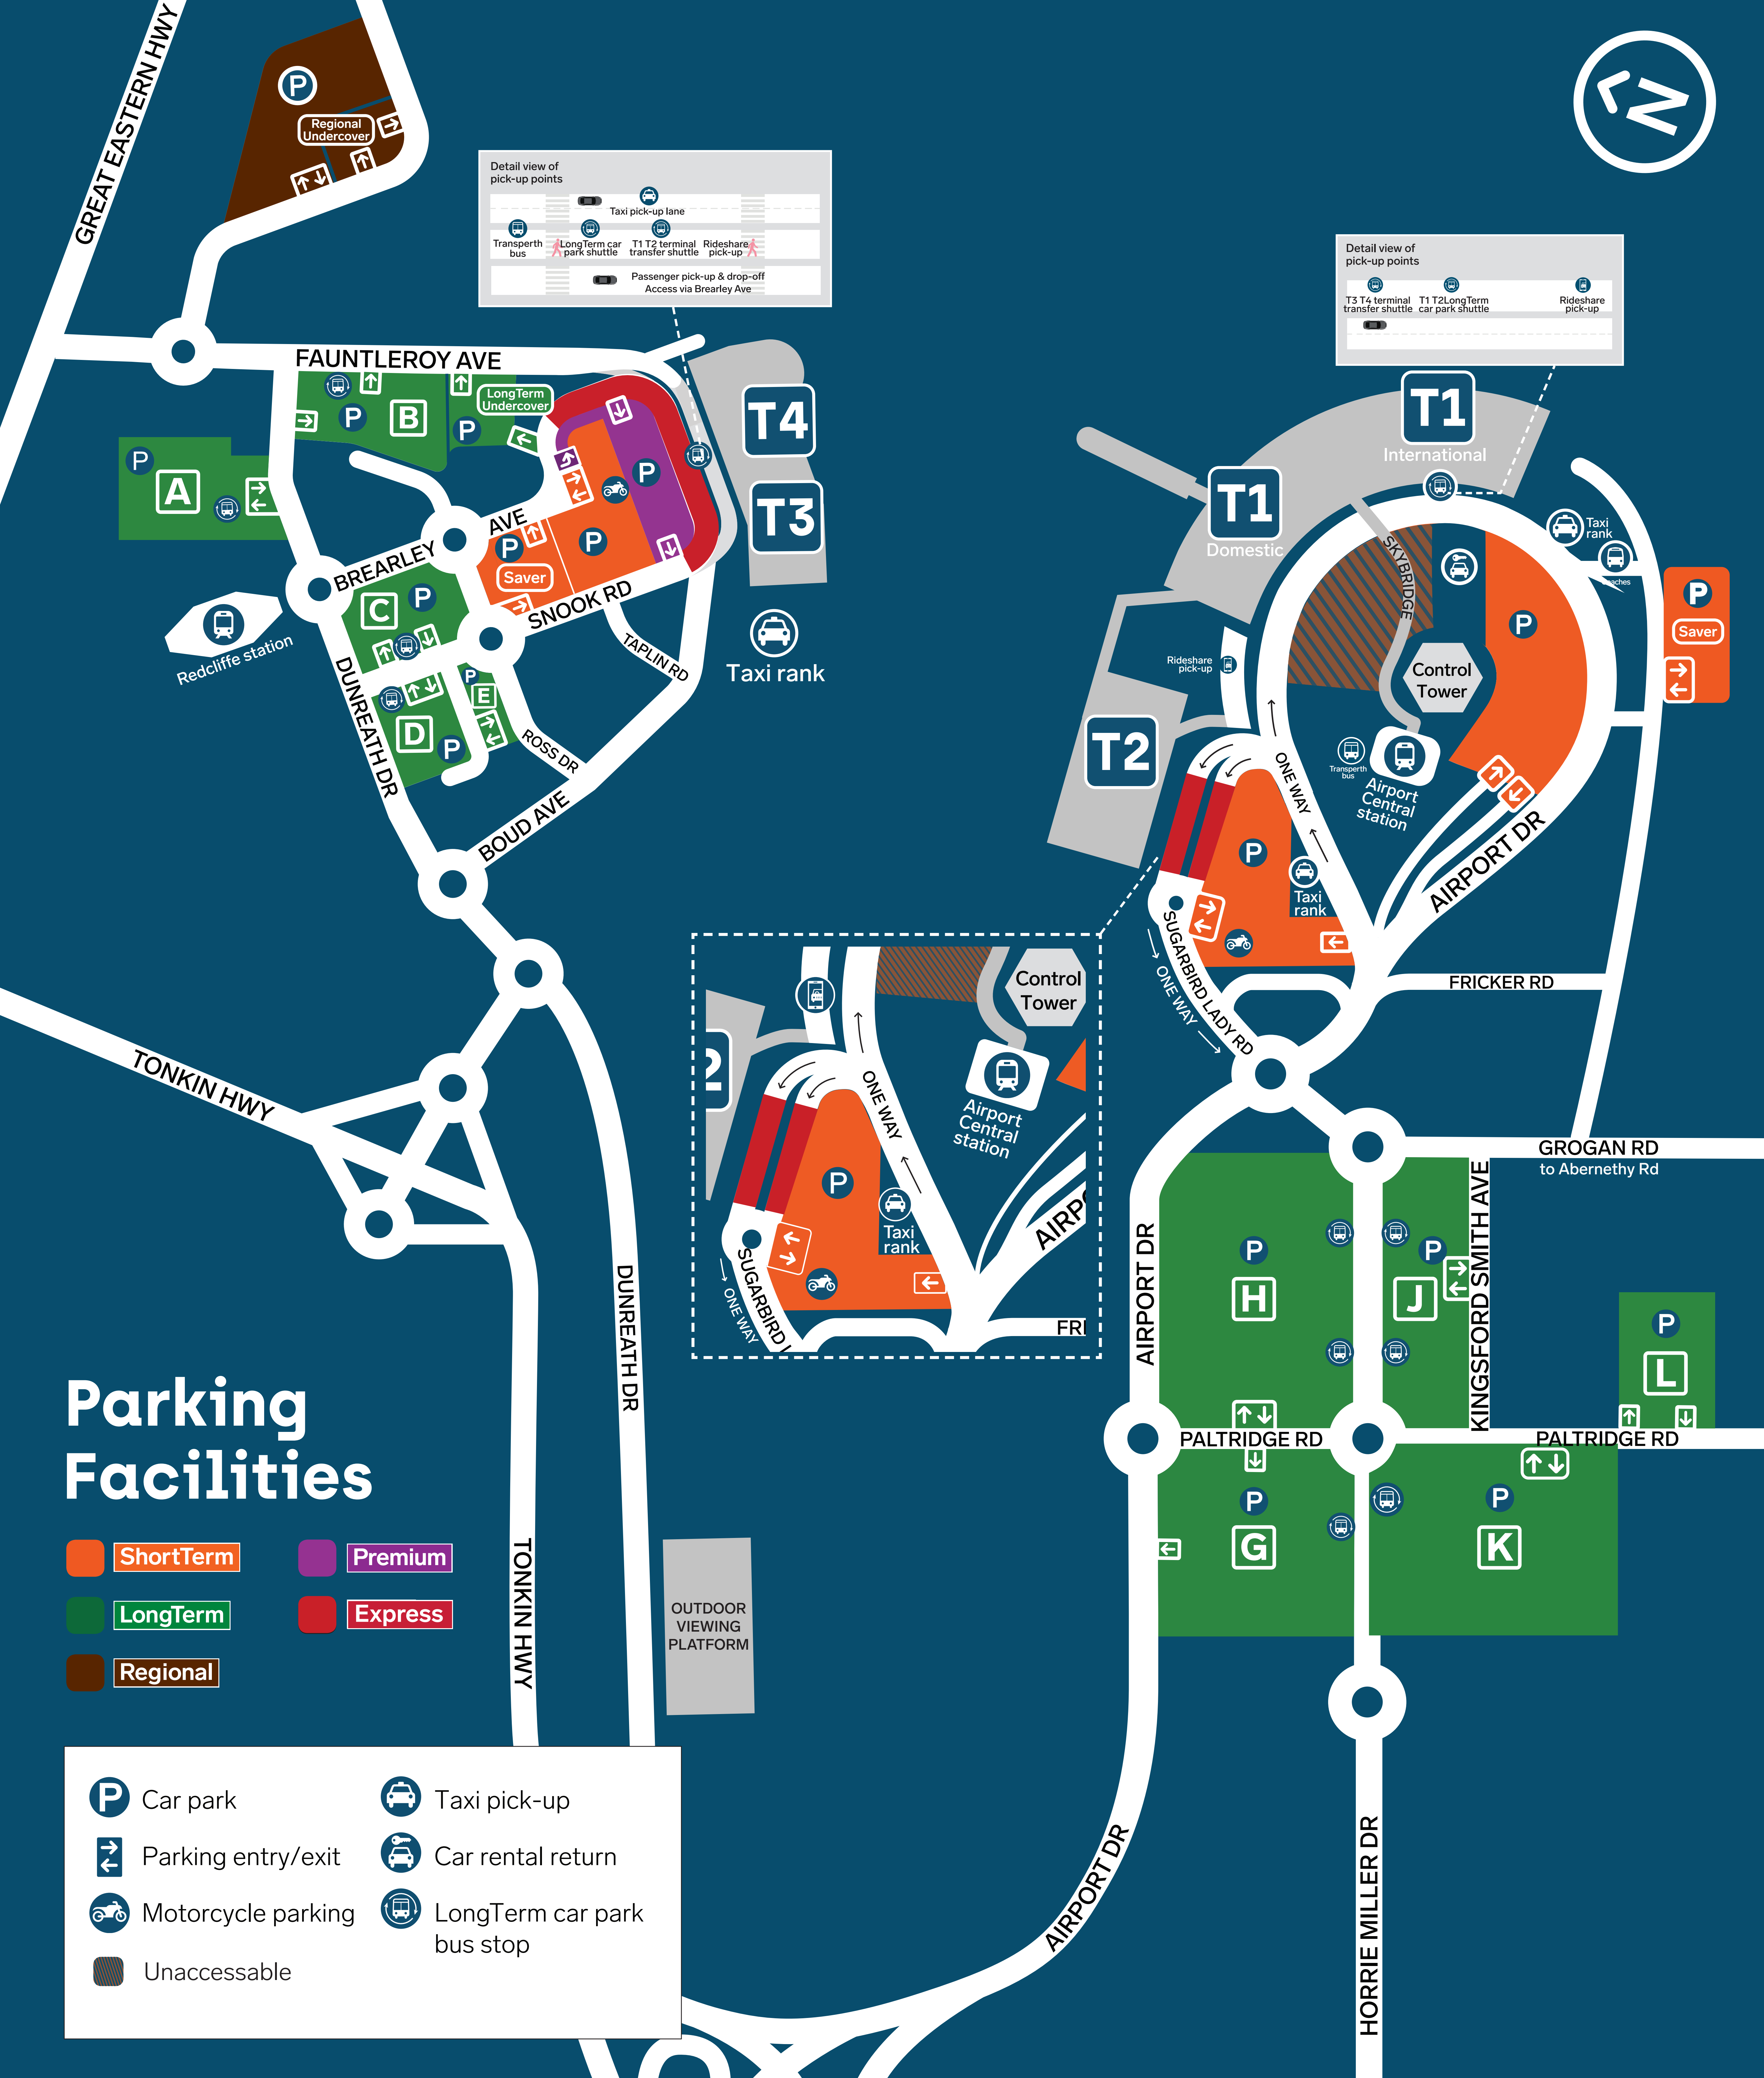 GREAT EASTERN HWY
P
Regional
Undercover
N
Detail view of
pick-up points
Taxi pick-up lane
Transperth
bus
LongTerm car
park shuttle
T1 T2 terminal
transfer shuttle
Rideshare
pick-up
Passenger pick-up & drop-off
Access via Brearley Ave
Detail view of
pick-up points
T3 T4 terminal
transfer shuttle
T1 T2LongTerm
car park shuttle
Rideshare
pick-up
FAUNTLEROY AVE
LongTerm
Undercover
P
B
P
P
A
T4
T3
P
P
P
Saver
BREARLEY AVE
SNOOK RD
TAPLIN RD
Taxi rank
C
P
Redcliffe station
DUNREATH DR
P
E
D
P
ROSS DR
BOUD AVE
T1
International
T1
Domestic
SKYBRIDGE
Taxi
rank
P
P
Saver
Control
Tower
Rideshare
pick-up
T2
Transperth
bus
Airport
Central
station
ONE WAY
P
Taxi
rank
AIRPORT DR
SUGARBIRD LADY RD
ONE WAY
FRICKER RD
2
Control
Tower
Airport
Central
station
ONE WAY
P
Taxi
rank
AIRPO
SUGARBIRD
ONE WAY
FRI
TONKIN HWY
GROGAN RD
to Abernethy Rd
KINGSFORD SMITH AVE
AIRPORT DR
P
H
P
J
P
L
PALTRIDGE RD
PALTRIDGE RD
P
G
P
K
DUNREATH DR
TONKIN HWY
OUTDOOR
VIEWING
PLATFORM
AIRPORT DR
HORRIE MILLER DR
Parking
Facilities
ShortTerm
Premium
LongTerm
Express
Regional
P
Car park
Taxi pick-up
Parking entry/exit
Car rental return
Motorcycle parking
LongTerm car park
bus stop
Unaccessable